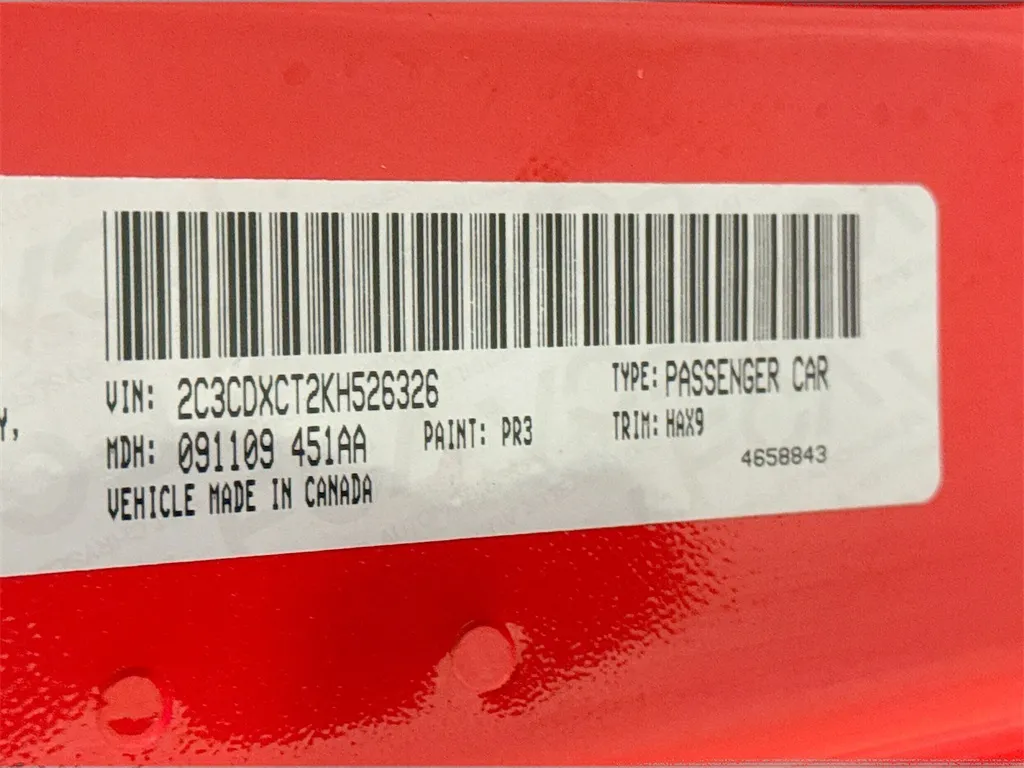 VIN: 2C3CDXCT2KH526326
TYPE: PASSENGER CAR
Y,
MDH: 091109 451AA
PAINT: PR3
TRIM: HAX9
4658843
VEHICLE MADE IN CANADA